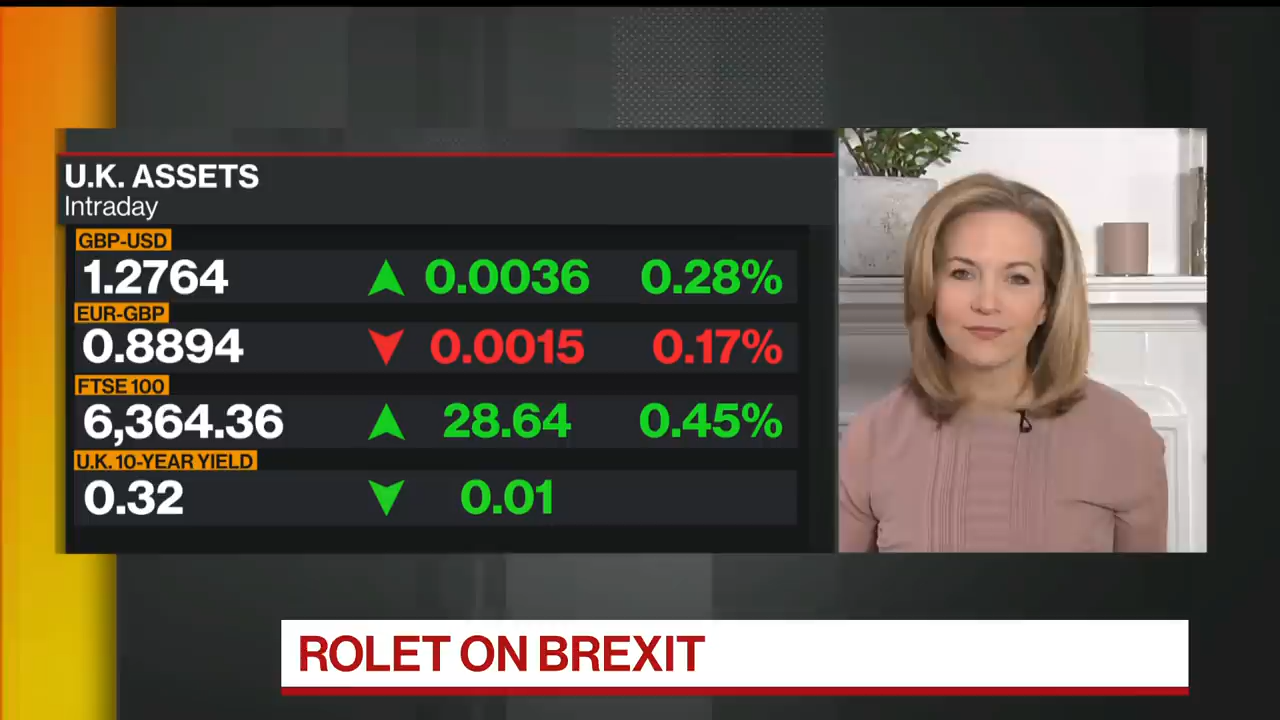 U.K. ASSETS
Intraday
GBP-USD
1.2764 0.0036 0.28%
EUR-GBP
0.8894 0.0015 0.17%
FTSE 100
6,364.36 28.64 0.45%
U.K. 10-YEAR YIELD
0.32 0.01
ROLET ON BREXIT